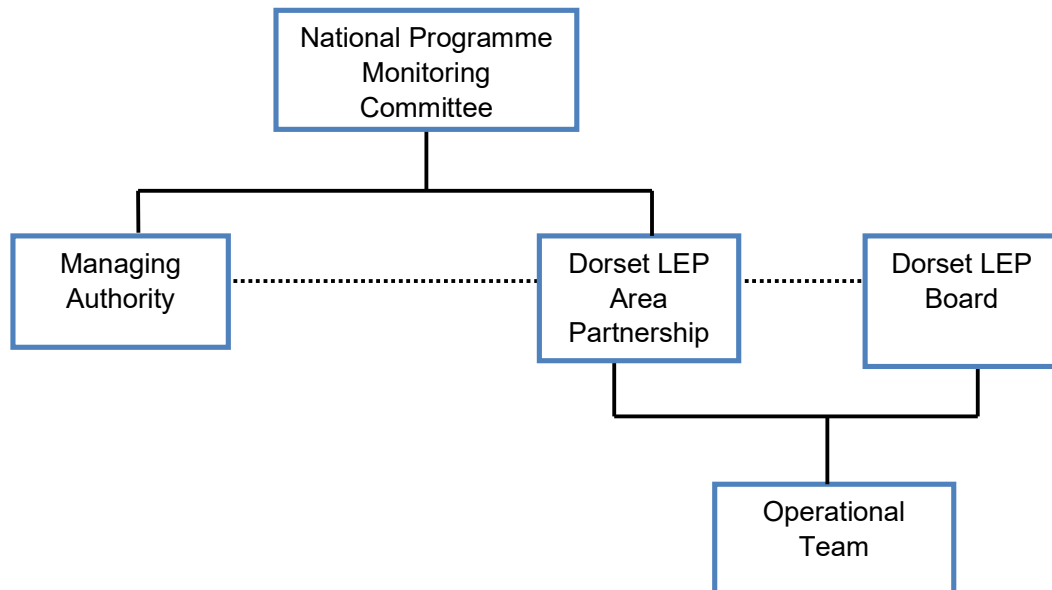 National Programme
Monitoring
Committee
Managing
Authority
Dorset LEP
Area
Partnership
Dorset LEP
Board
Operational
Team